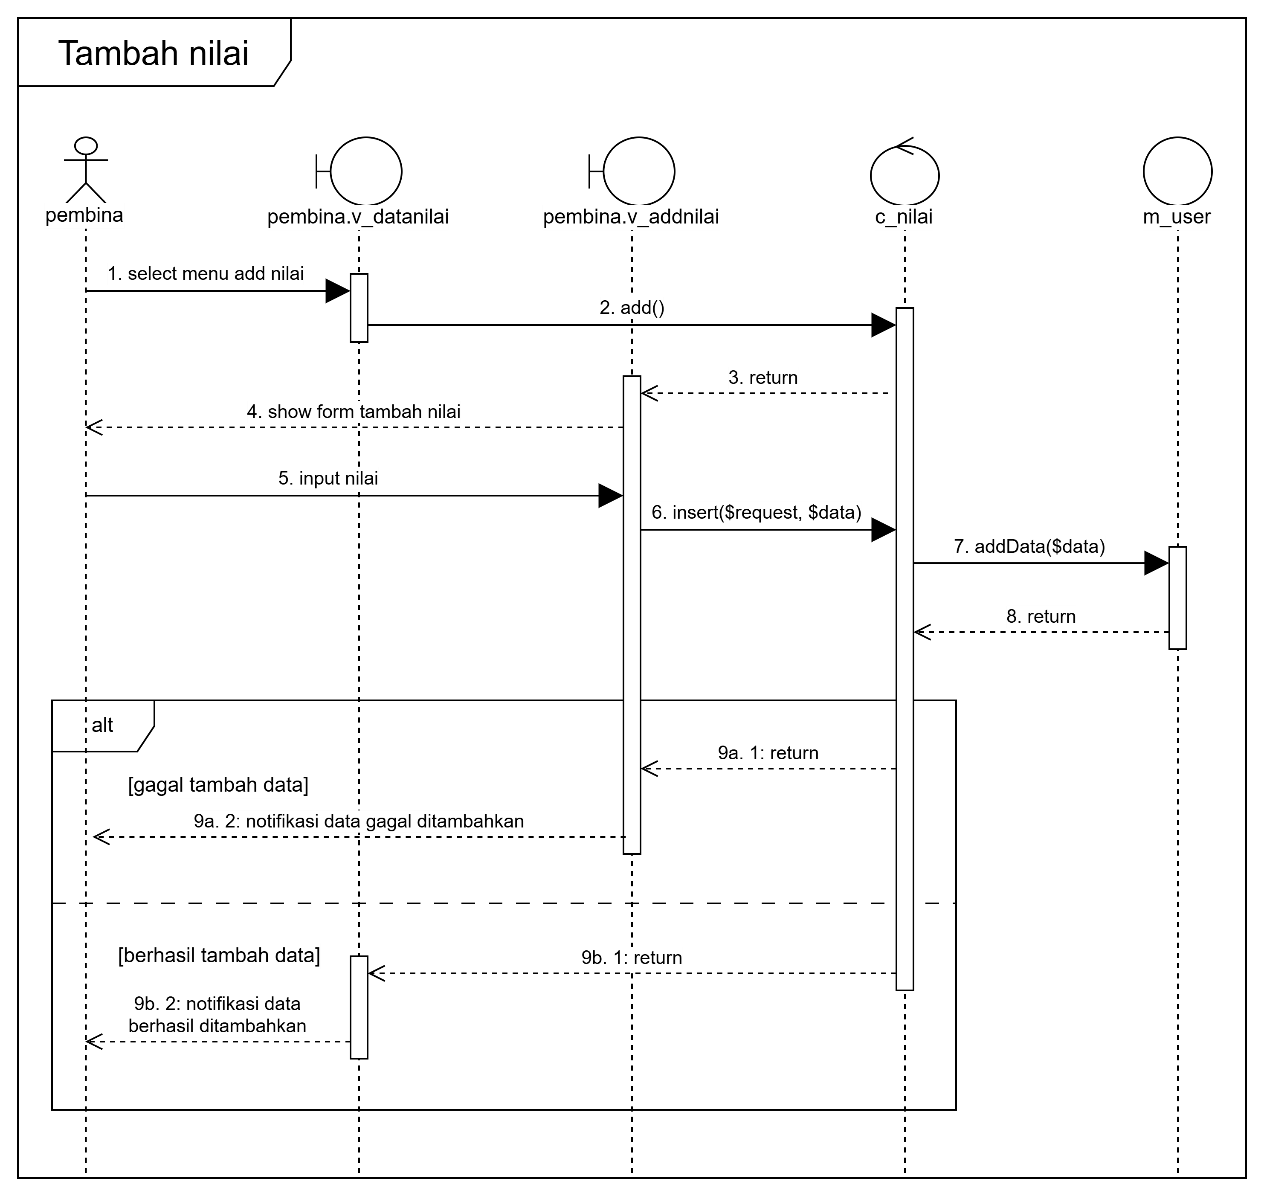 Tambah nilai
pembina
pembina.v_datanilai
pembina.v_addnilai
c_nilai
m_user
1. select menu add nilai
2. add()
3. return
4. show form tambah nilai
5. input nilai
6. insert($request, $data)
7. addData($data)
8. return
alt
9a. 1: return
[gagal tambah data]
9a. 2: notifikasi data gagal ditambahkan
[berhasil tambah data]
9b. 1: return
9b. 2: notifikasi data
berhasil ditambahkan